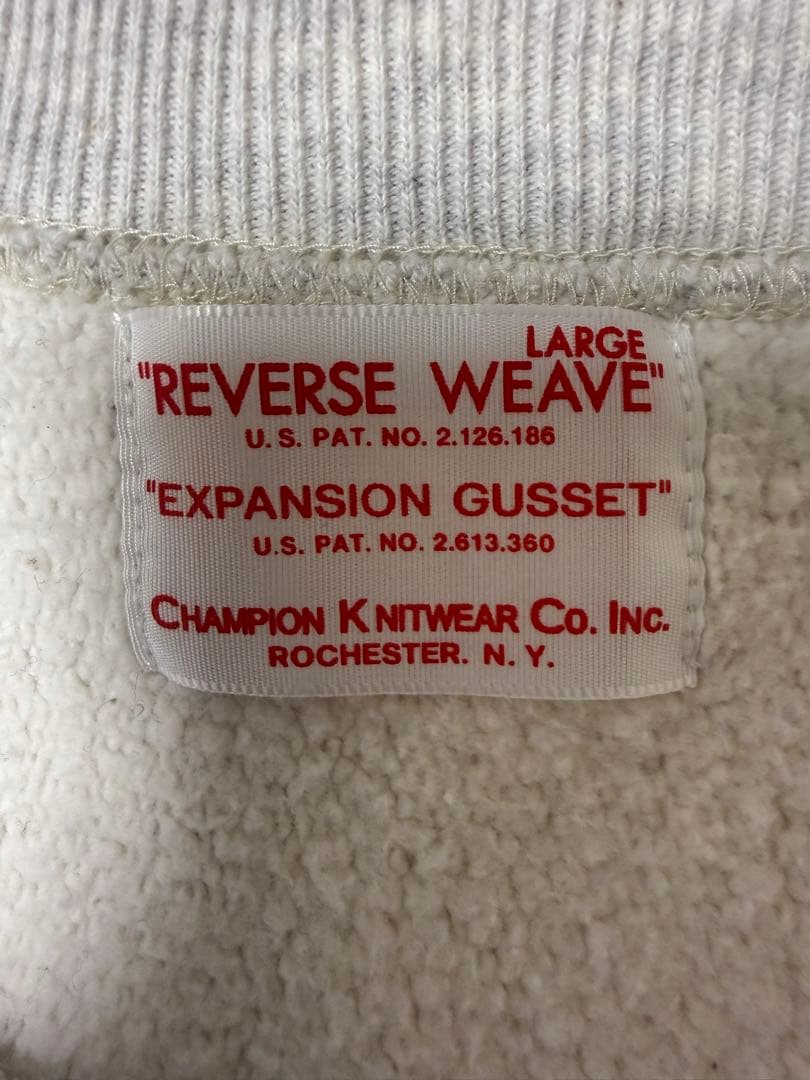 LARGE
"REVERSE WEAVE"
U.S. PAT. NO. 2.126.186
"EXPANSION GUSSET"
U.S. PAT. NO. 2.613.360
CHAMPION KNITWEAR CO. INC.
ROCHESTER. N. Y.